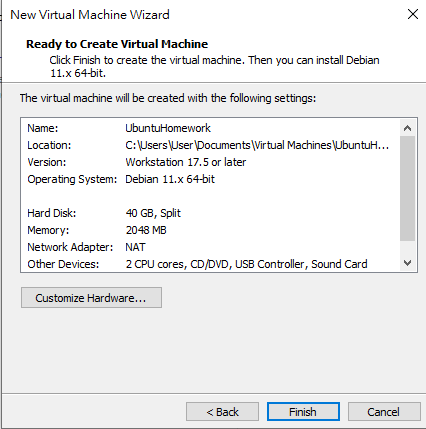 New Virtual Machine Wizard
Ready to Create Virtual Machine
Click Finish to create the virtual machine. Then you can install Debian
11.x 64-bit.
The virtual machine will be created with the following settings:
Name: UbuntuHomework
Location: C:\Users\User\Documents\Virtual Machines\UbuntuH...
Version: Workstation 17.5 or later
Operating System: Debian 11.x 64-bit
Hard Disk: 40 GB, Split
Memory: 2048 MB
Network Adapter: NAT
Other Devices: 2 CPU cores, CD/DVD, USB Controller, Sound Card
Customize Hardware...
< Back Finish Cancel